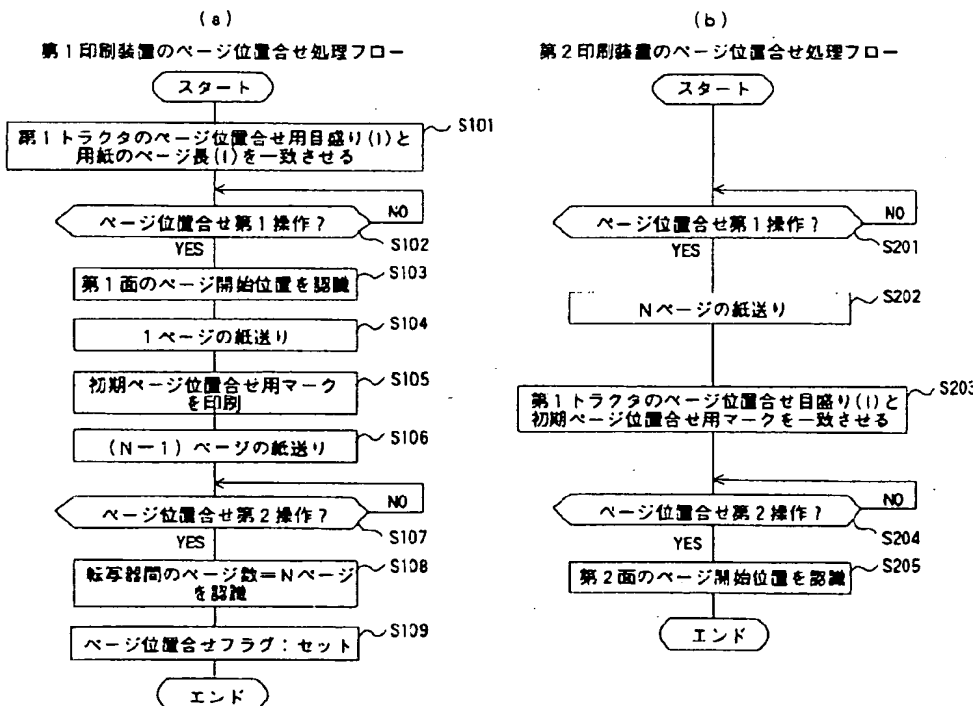 (a)
第1印刷装置のページ位置合せ処理フロー
スタート
第1トラクタのページ位置合せ用目盛り(1)と
用紙のページ長(1)を一致させる
S101
NO
ページ位置合せ第1操作?
S102
YES
S103
第1面のページ開始位置を認識
S104
1ページの紙送り
初期ページ位置合せ用マーク
を印刷
S105
S106
(N-1)ページの紙送り
NO
ページ位置合せ第2操作?
S107
YES
S108
転写器間のページ数=Nページ
を認識
S109
ページ位置合せフラグ:セット
エンド
(b)
第2印刷装置のページ位置合せ処理フロー
スタート
NO
ページ位置合せ第1操作?
S201
YES
S202
Nページの紙送り
S203
第1トラクタのページ位置合せ目盛り(1)と
初期ページ位置合せ用マークを一致させる
NO
ページ位置合せ第2操作?
S204
YES
S205
第2面のページ開始位置を認識
エンド